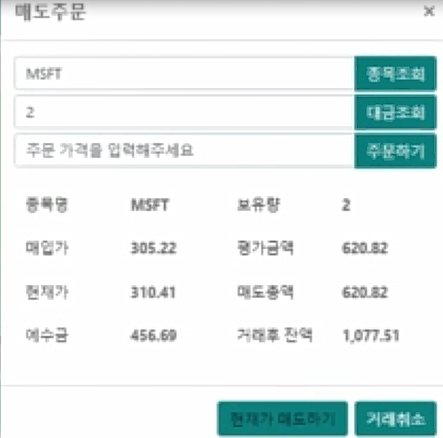 매도주문 ×
MSFT 종목조회
2 대금조회
주문 가격을 입력해주세요 주문하기
종목명 MSFT 보유량 2
매입가 305.22 평가금액 620.82
현재가 310.41 매도총액 620.82
예수금 456.69 거래후 잔액 1,077.51
현재가 매도하기 거래취소